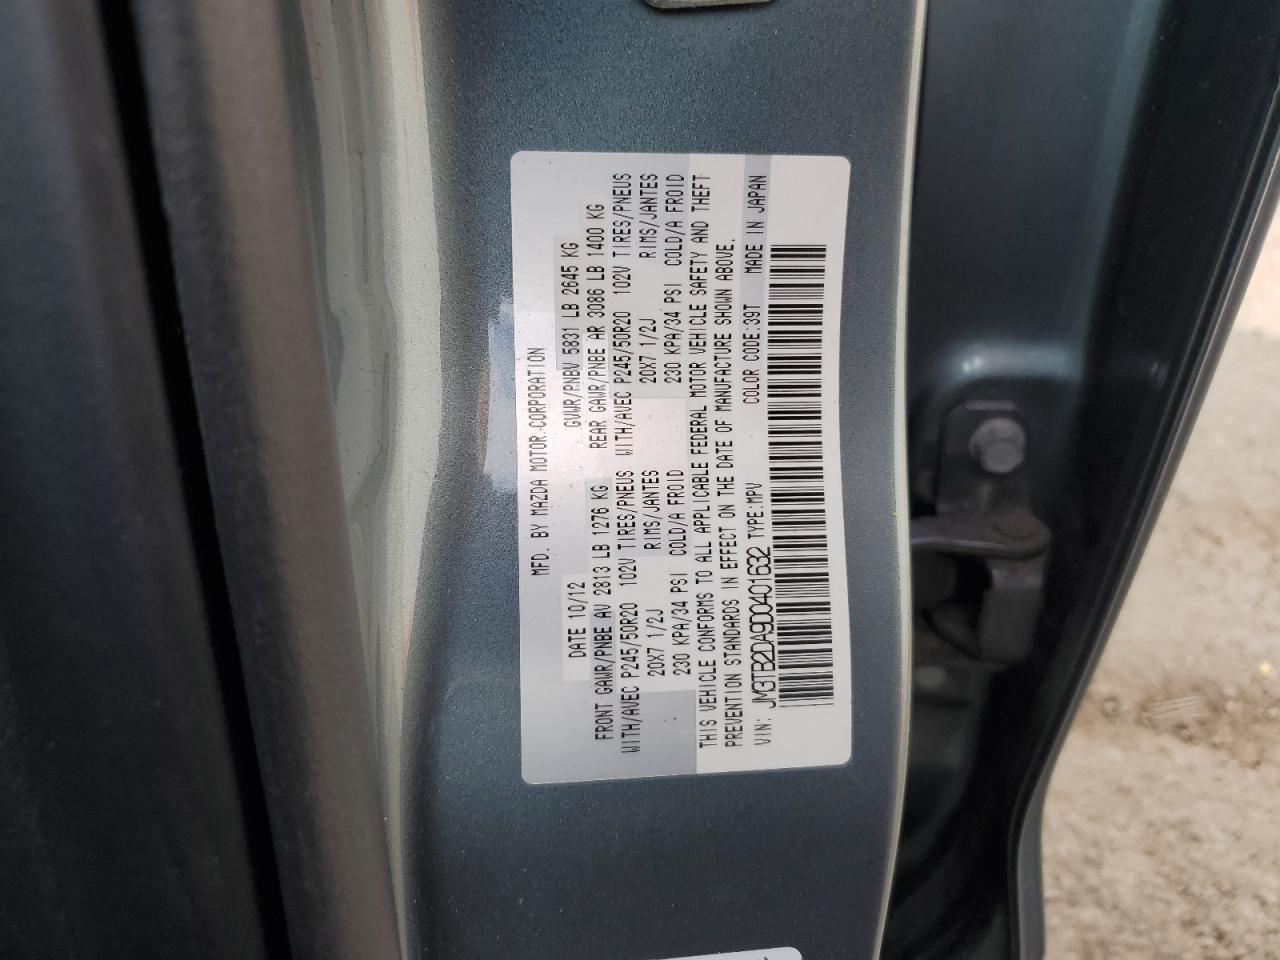 MFD. BY MAZDA MOTOR CORPORATION
DATE 10/12 GVWR/PNBV 5831 LB 2645 KG
FRONT GAWR/PNBE AV 2813 LB 1276 KG REAR GAWR/PNBE AR 3086 LB 1400 KG
WITH/AVEC P245/50R20 102V TIRES/PNEUS WITH/AVEC P245/50R20 102V TIRES/PNEUS
20X7 1/2J RIMS/JANTES 20X7 1/2J RIMS/JANTES
230 KPA/34 PSI COLD/A FROID 230 KPA/34 PSI COLD/A FROID
THIS VEHICLE CONFORMS TO ALL APPLICABLE FEDERAL MOTOR VEHICLE SAFETY AND THEFT
PREVENTION STANDARDS IN EFFECT ON THE DATE OF MANUFACTURE SHOWN ABOVE.
VIN: JM3TB2DA9D0401632 TYPE:MPV COLOR CODE:39T MADE IN JAPAN